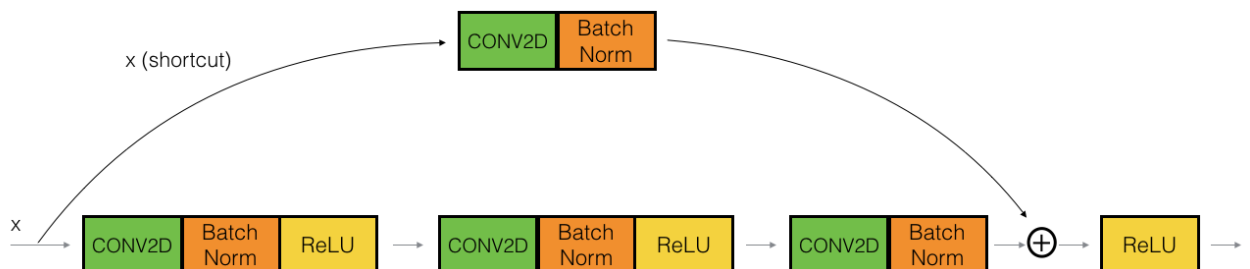 CONV2D
Batch
Norm
x (shortcut)
x
CONV2D
Batch
Norm
ReLU
CONV2D
Batch
Norm
ReLU
CONV2D
Batch
Norm
ReLU